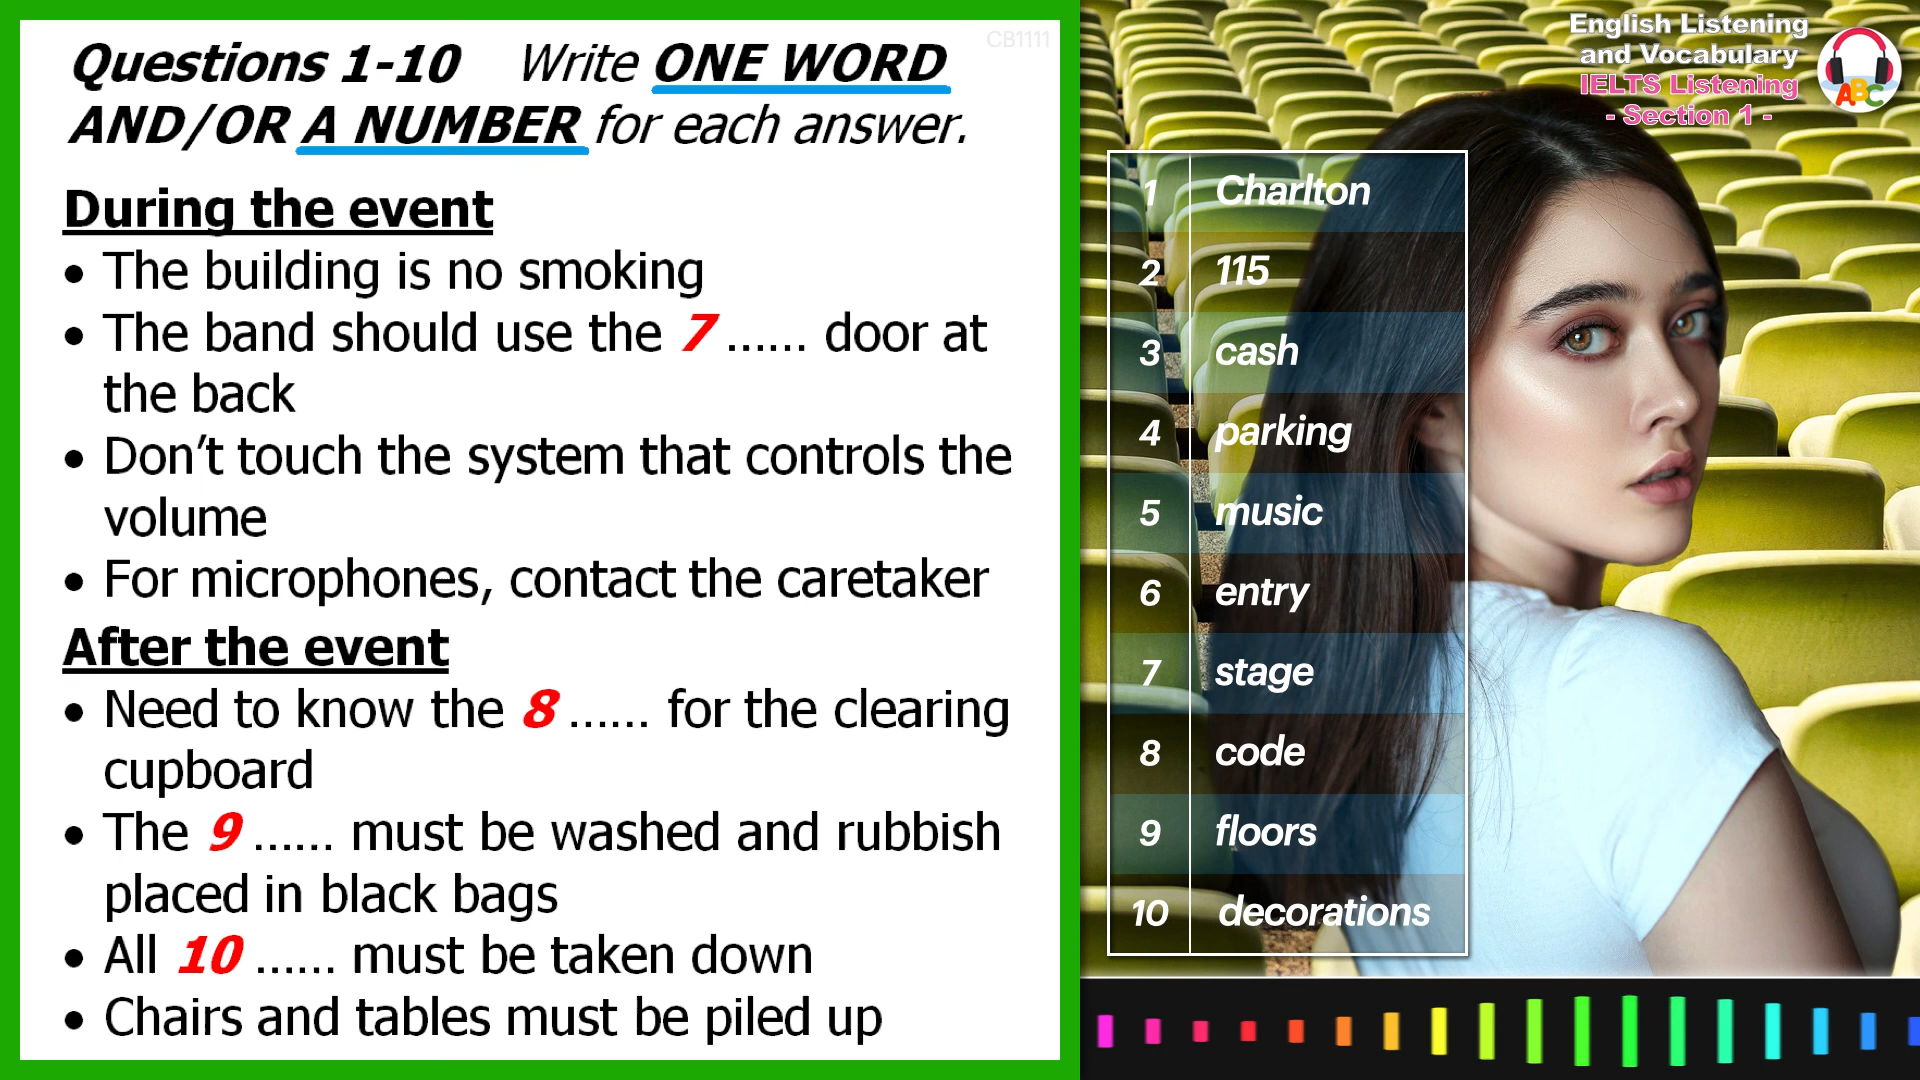 Questions 1-10 Write ONE WORD
AND/OR A NUMBER for each answer.
CB1111
During the event
• The building is no smoking
• The band should use the 7 ...... door at
the back
• Don't touch the system that controls the
volume
• For microphones, contact the caretaker
After the event
• Need to know the 8 ...... for the clearing
cupboard
• The 9 ...... must be washed and rubbish
placed in black bags
• All 10 ...... must be taken down
• Chairs and tables must be piled up
English Listening
and Vocabulary
IELTS Listening
- Section 1 -
ABC
1 Charlton
2 115
3 cash
4 parking
5 music
6 entry
7 stage
8 code
9 floors
10 decorations